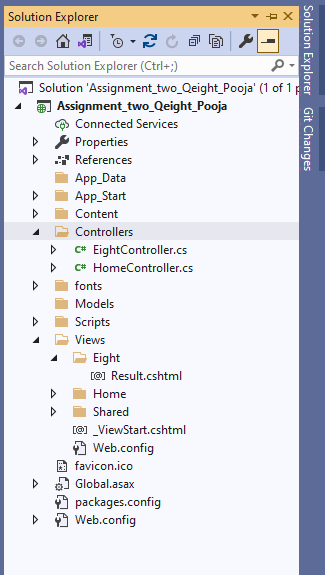 Solution Explorer
Search Solution Explorer (Ctrl+;)
Solution 'Assignment_two_Qeight_Pooja' (1 of 1 p
Assignment_two_Qeight_Pooja
Connected Services
Properties
References
App_Data
App_Start
Content
Controllers
C# EightController.cs
C# HomeController.cs
fonts
Models
Scripts
Views
Eight
[@] Result.cshtml
Home
Shared
[@] _ViewStart.cshtml
Web.config
favicon.ico
Global.asax
packages.config
Web.config
Solution Explorer
Git Changes